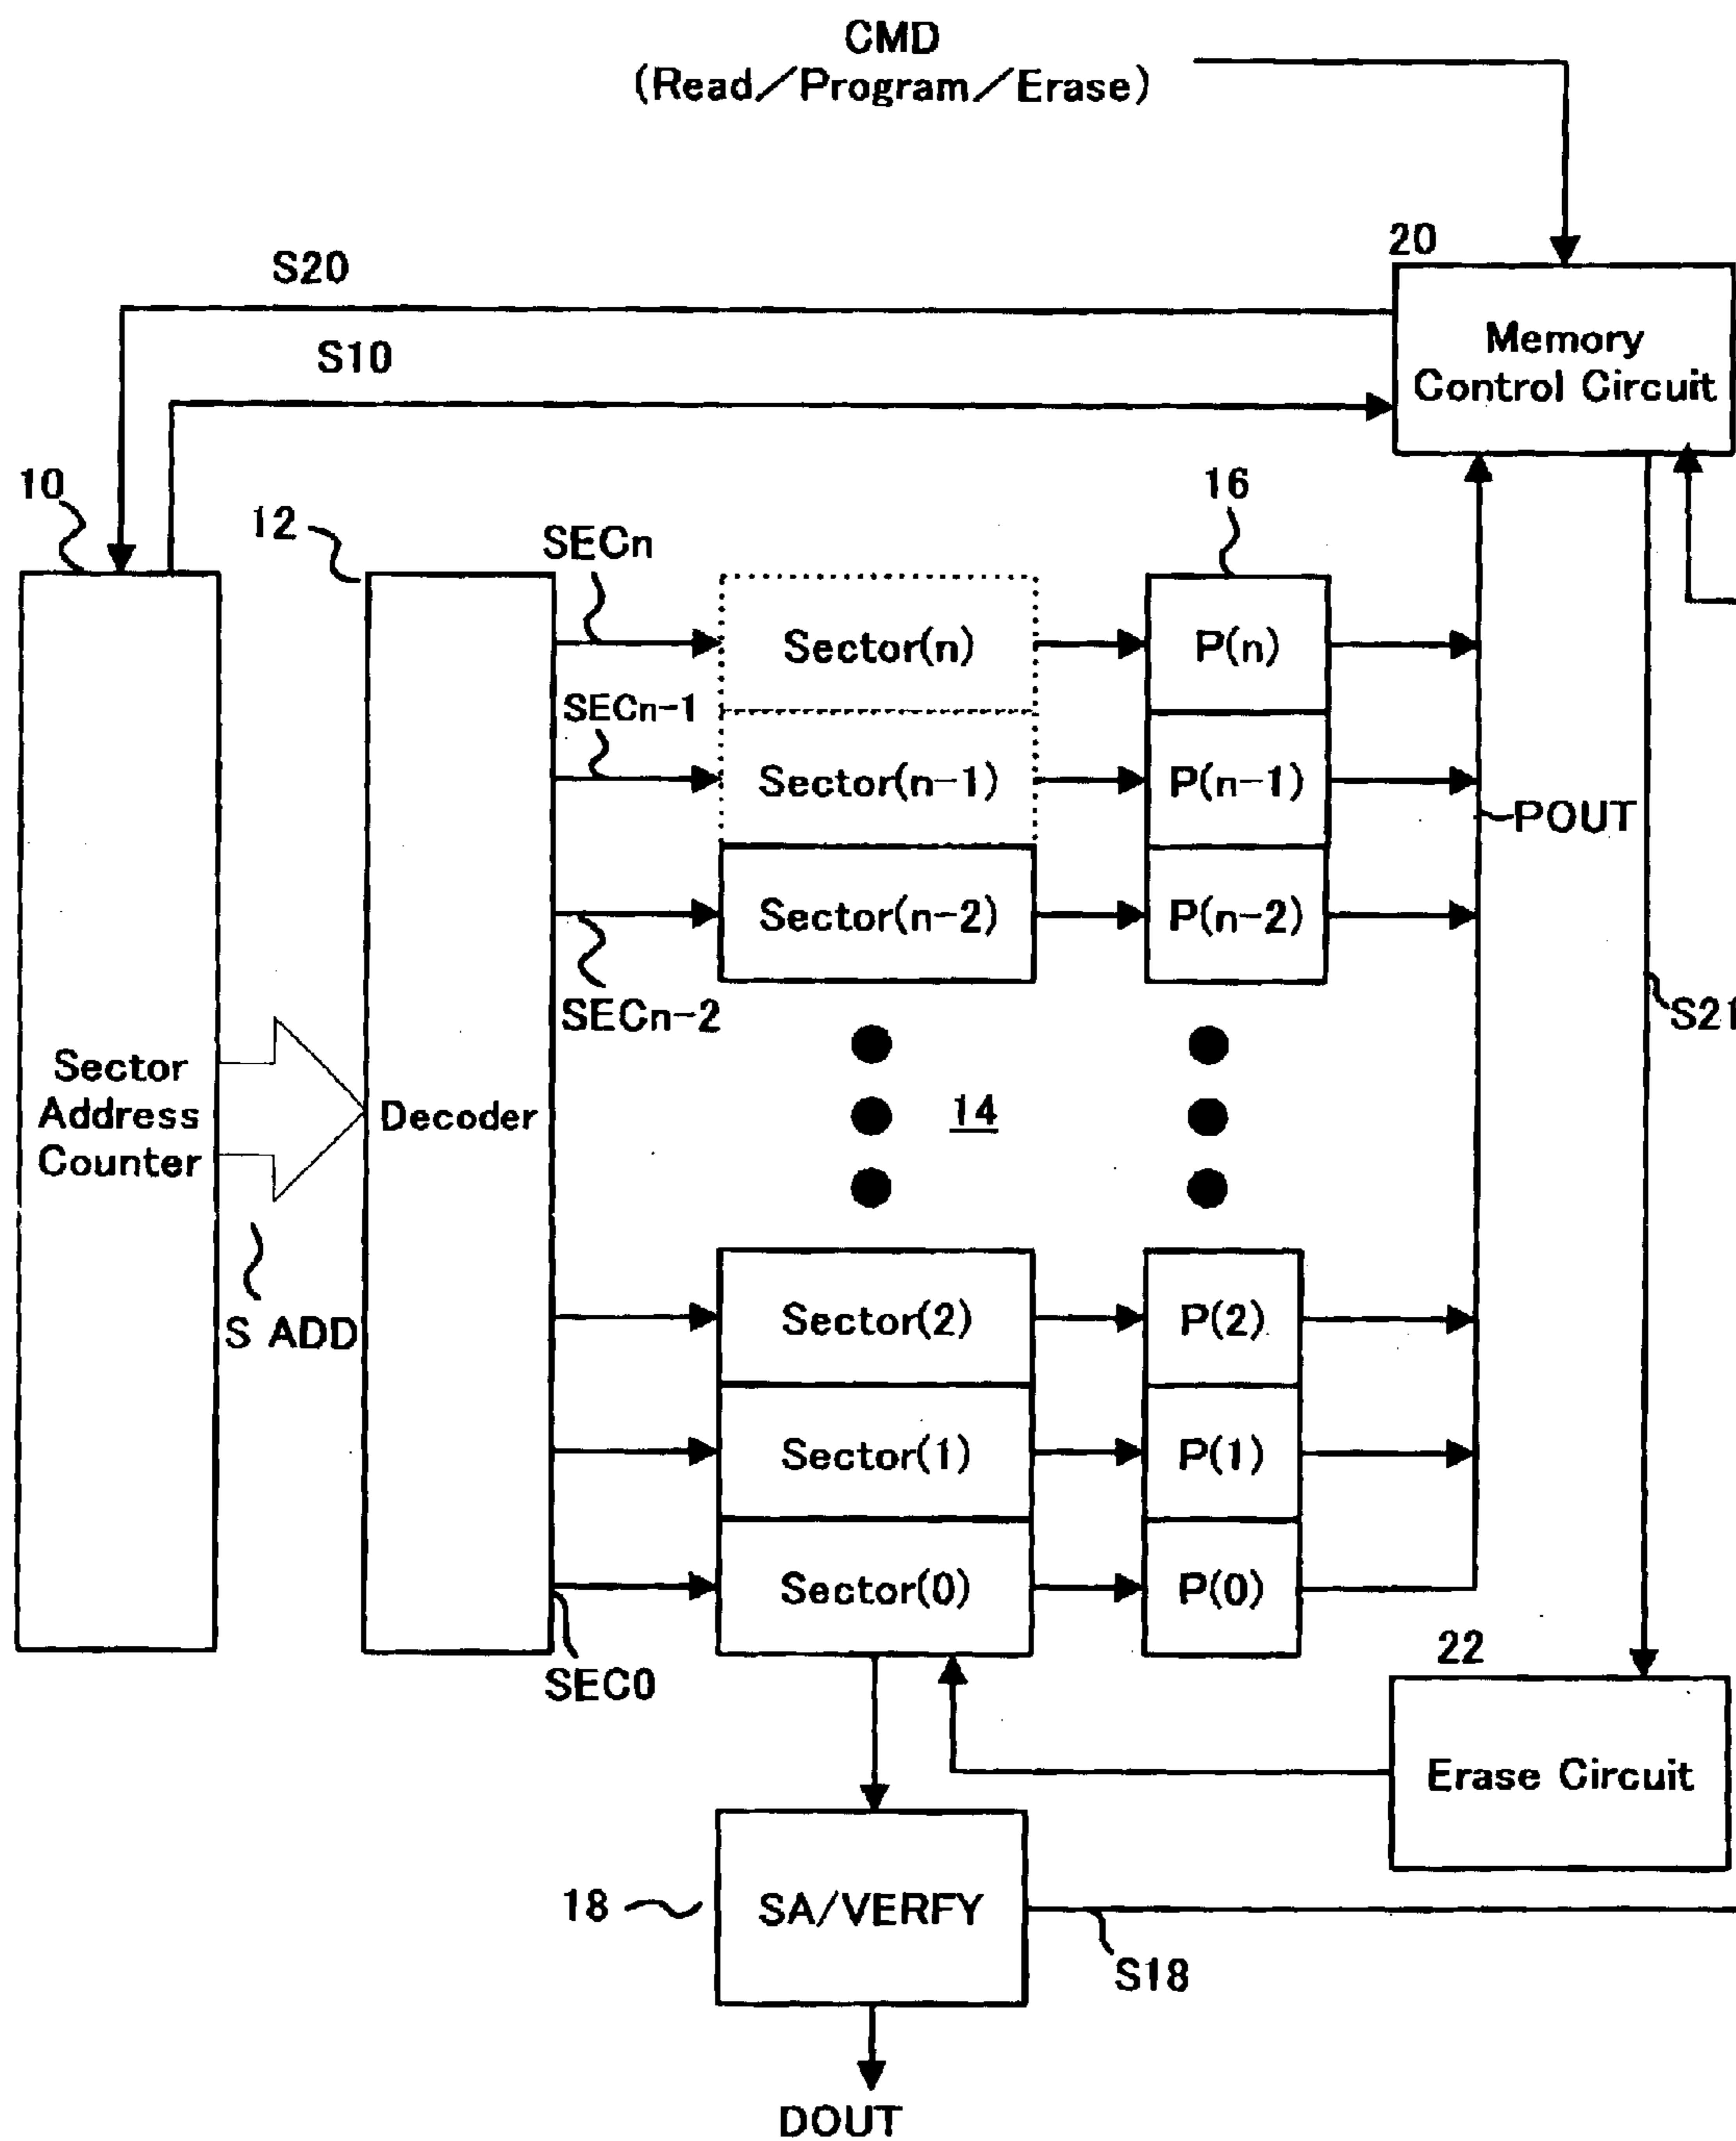 CMD
(Read/Program/Erase)
20
S20
Memory
Control Circuit
S10
10
12
16
SECn
Sector(n)
P(n)
SECn-1
Sector(n-1)
P(n-1)
POUT
Sector(n-2)
P(n-2)
SECn-2
S21
Sector
Address
Counter
Decoder
14
S ADD
Sector(2)
P(2)
Sector(1)
P(1)
Sector(0)
P(0)
SEC0
22
Erase Circuit
18
SA/VERFY
S18
DOUT